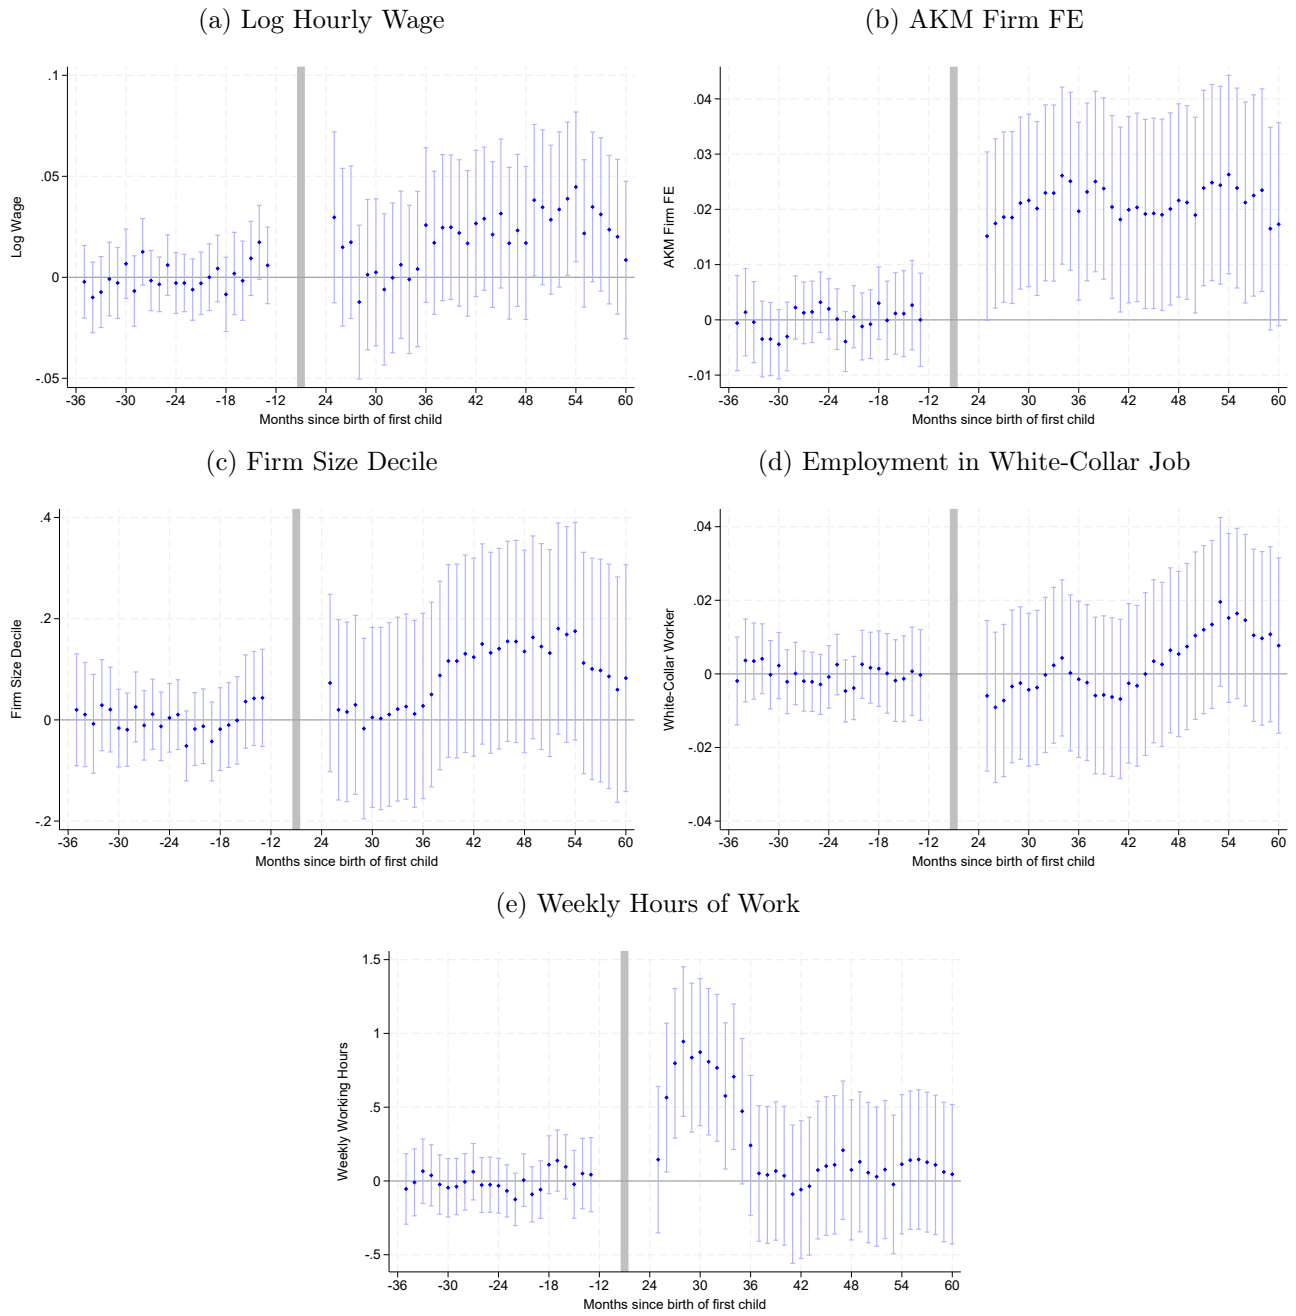 (a) Log Hourly Wage
(b) AKM Firm FE
.1
.05
0
-.05
Log Wage
-36 -30 -24 -18 -12 24 30 36 42 48 54 60
Months since birth of first child
.04
.03
.02
.01
0
-.01
AKM Firm FE
-36 -30 -24 -18 -12 24 30 36 42 48 54 60
Months since birth of first child
(c) Firm Size Decile
(d) Employment in White-Collar Job
.4
.2
0
-.2
Firm Size Decile
-36 -30 -24 -18 -12 24 30 36 42 48 54 60
Months since birth of first child
.04
.02
0
-.02
-.04
White-Collar Worker
-36 -30 -24 -18 -12 24 30 36 42 48 54 60
Months since birth of first child
(e) Weekly Hours of Work
1.5
1
.5
0
-.5
Weekly Working Hours
-36 -30 -24 -18 -12 24 30 36 42 48 54 60
Months since birth of first child